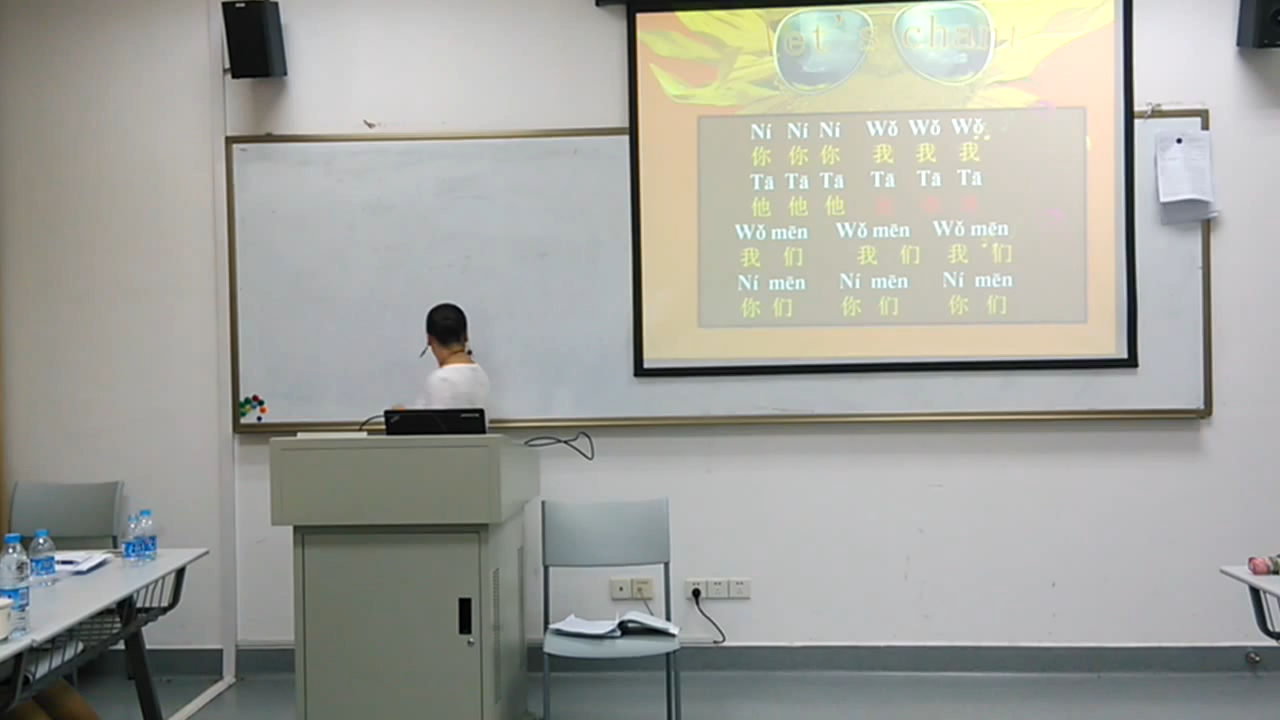 let's chant
Ní Ní Ní Wǒ Wǒ Wǒ
你 你 你 我 我 我
Tā Tā Tā Tā Tā Tā
他 他 他
Wǒ mēn Wǒ mēn Wǒ mēn
我 们 我 们 我 们
Ní mēn Ní mēn Ní mēn
你 们 你 们 你 们